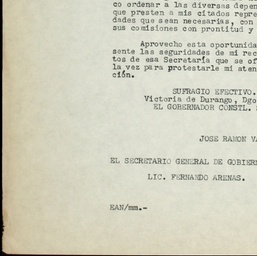 co ordenar a las diversas depen
que presten a mis citados repre
dades que sean necesarias, con
sus comisiones con prontitud y
Aprovecho esta oportunida
sente las seguridades de mi rec
tos de esa Secretaría que se of
la vez para protestarle mi aten
ción.
SUFRAGIO EFECTIVO.
Victoria de Durango, Dgo
EL GOBERNADOR CONSTL.
JOSE RAMON VA
EL SECRETARIO GENERAL DE GOBIERN
LIC. FERNANDO ARENAS.
EAN/mm.-